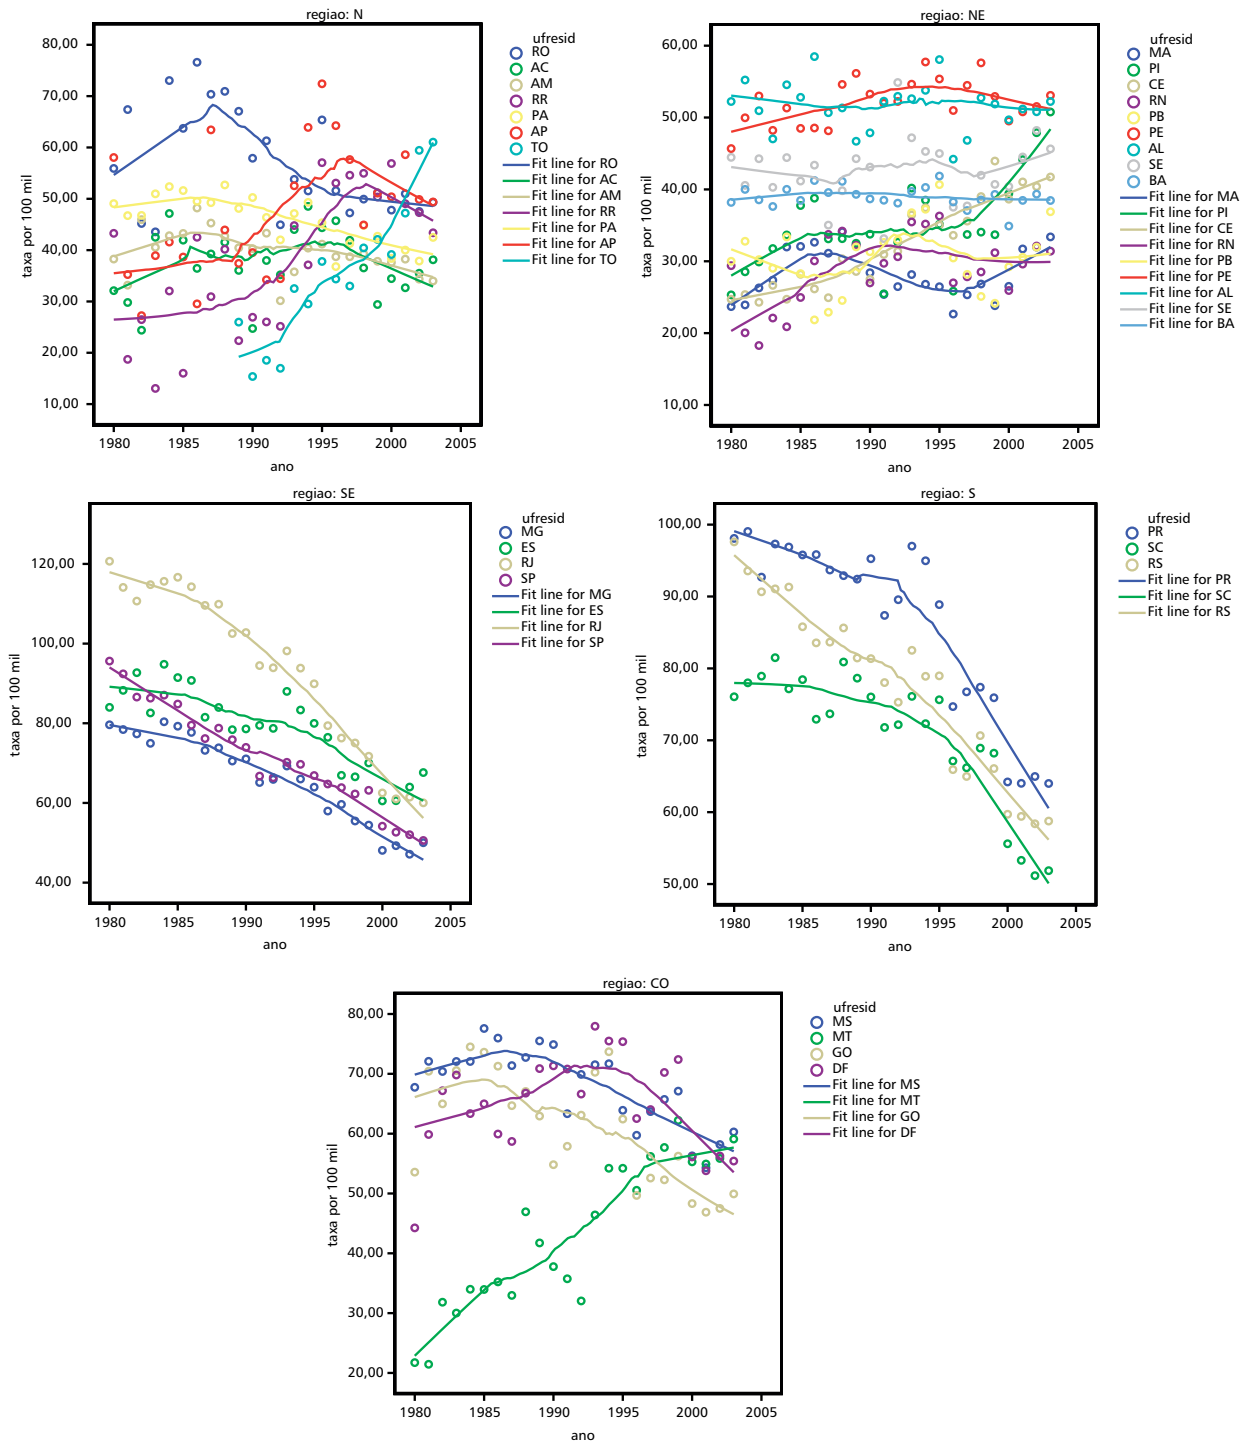 regiao: N
80,00
70,00
60,00
50,00
40,00
30,00
20,00
10,00
taxa por 100 mil
1980
1985
1990
1995
2000
2005
ano
ufresid
RO
AC
AM
RR
PA
AP
TO
Fit line for RO
Fit line for AC
Fit line for AM
Fit line for RR
Fit line for PA
Fit line for AP
Fit line for TO
regiao: NE
60,00
50,00
40,00
30,00
20,00
10,00
taxa por 100 mil
1980
1985
1990
1995
2000
2005
ano
ufresid
MA
PI
CE
RN
PB
PE
AL
SE
BA
Fit line for MA
Fit line for PI
Fit line for CE
Fit line for RN
Fit line for PB
Fit line for PE
Fit line for AL
Fit line for SE
Fit line for BA
regiao: SE
120,00
100,00
80,00
60,00
40,00
taxa por 100 mil
1980
1985
1990
1995
2000
2005
ano
ufresid
MG
ES
RJ
SP
Fit line for MG
Fit line for ES
Fit line for RJ
Fit line for SP
regiao: S
100,00
90,00
80,00
70,00
60,00
50,00
taxa por 100 mil
1980
1985
1990
1995
2000
2005
ano
ufresid
PR
SC
RS
Fit line for PR
Fit line for SC
Fit line for RS
regiao: CO
80,00
70,00
60,00
50,00
40,00
30,00
20,00
taxa por 100 mil
1980
1985
1990
1995
2000
2005
ano
ufresid
MS
MT
GO
DF
Fit line for MS
Fit line for MT
Fit line for GO
Fit line for DF